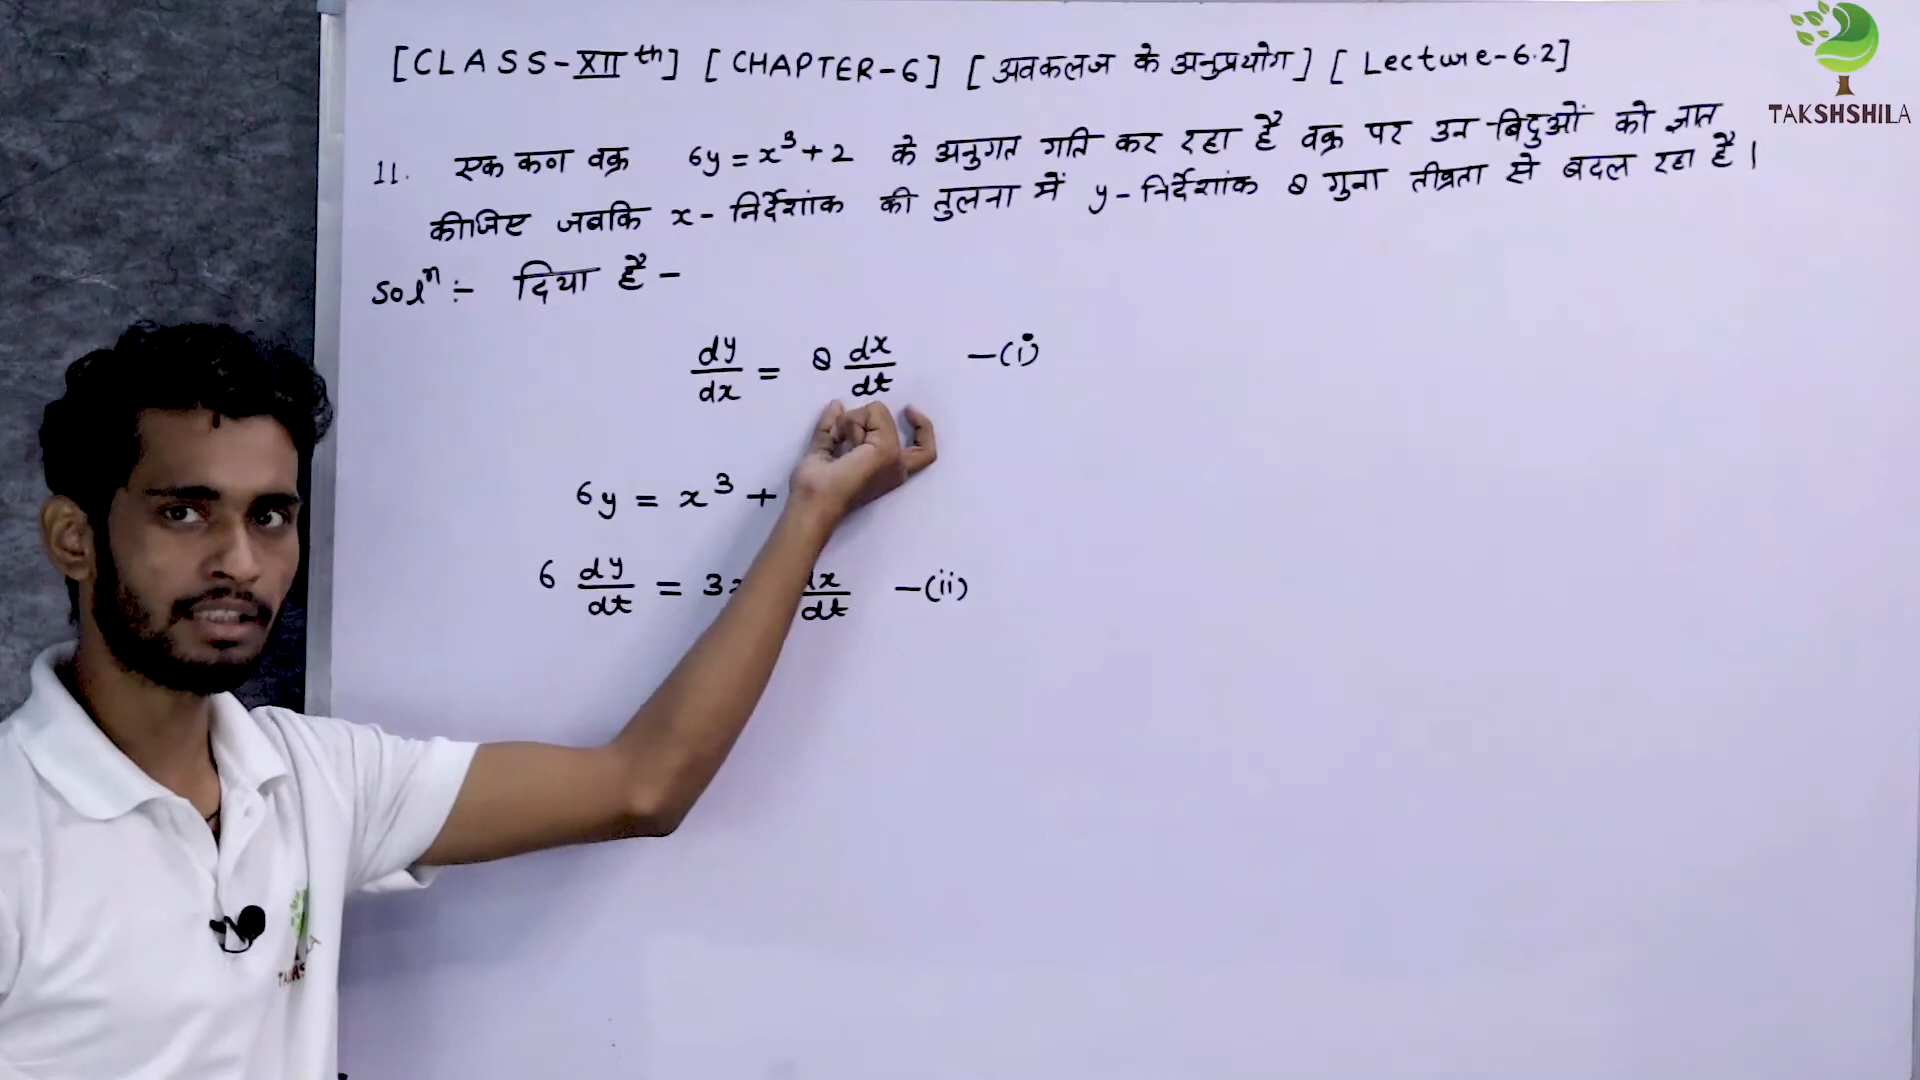 [CLASS-XII th] [CHAPTER-6] [अवकलज के अनुप्रयोग] [Lecture-6.2]
TAKSHSHILA
11. एक कण वक्र 6y = x³ + 2 के अनुगत गति कर रहा है वक्र पर उन बिंदुओं को ज्ञात
कीजिए जबकि x - निर्देशांक की तुलना में y - निर्देशांक 8 गुना तीव्रता से बदल रहा है।
Solⁿ :- दिया है -
dy/dx = 8 dx/dt -(i)
6y = x³ +
6 dy/dt = 3 dx/dt -(ii)